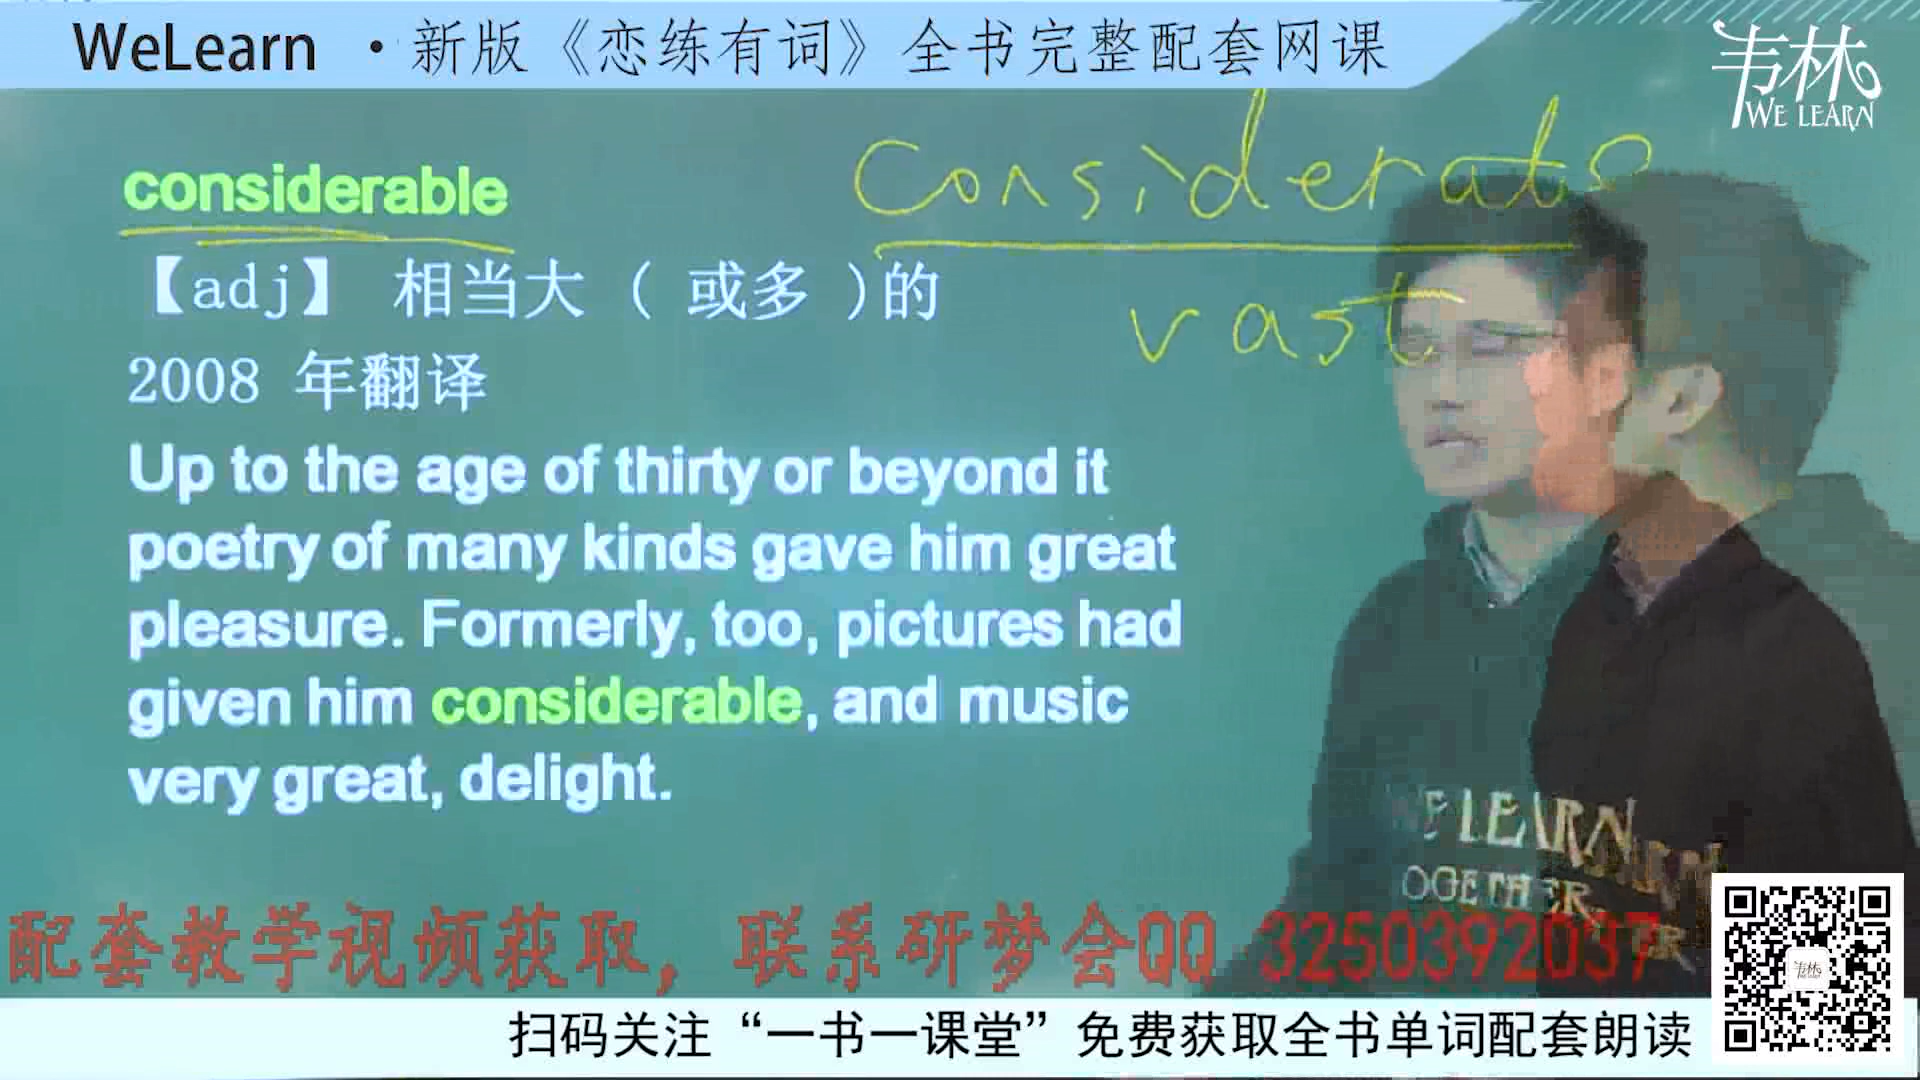 WeLearn ·新版《恋练有词》全书完整配套网课
韦林
WE LEARN
considerable
considerate
【adj】 相当大 ( 或多 )的
vast
2008 年翻译
Up to the age of thirty or beyond it
poetry of many kinds gave him great
pleasure. Formerly, too, pictures had
given him considerable, and music
very great, delight.
WE LEARN
OGETHER
配套教学视频获取，联系研梦会QQ 3250392037
韦林
扫码关注“一书一课堂”免费获取全书单词配套朗读